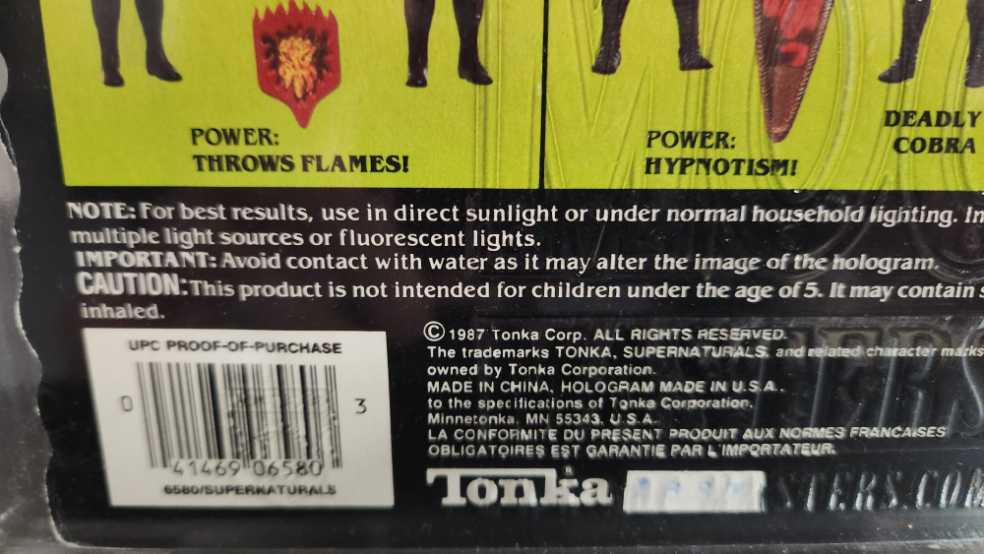 POWER:
THROWS FLAMES!
POWER:
HYPNOTISM!
DEADLY
COBRA
NOTE: For best results, use in direct sunlight or under normal household lighting. In
multiple light sources or fluorescent lights.
IMPORTANT: Avoid contact with water as it may alter the image of the hologram.
CAUTION: This product is not intended for children under the age of 5. It may contain s
inhaled.
UPC PROOF-OF-PURCHASE
0 3
41469 06580
6580/SUPERNATURALS
© 1987 Tonka Corp. ALL RIGHTS RESERVED.
The trademarks TONKA, SUPERNATURALS, and related character marks
owned by Tonka Corporation.
MADE IN CHINA, HOLOGRAM MADE IN U.S.A.
to the specifications of Tonka Corporation,
Minnetonka, MN 55343, U.S.A.
LA CONFORMITE DU PRESENT PRODUIT AUX NORMES FRANCAISES
OBLIGATOIRES EST GARANTIE PAR L'IMPORTATEUR.
Tonka®